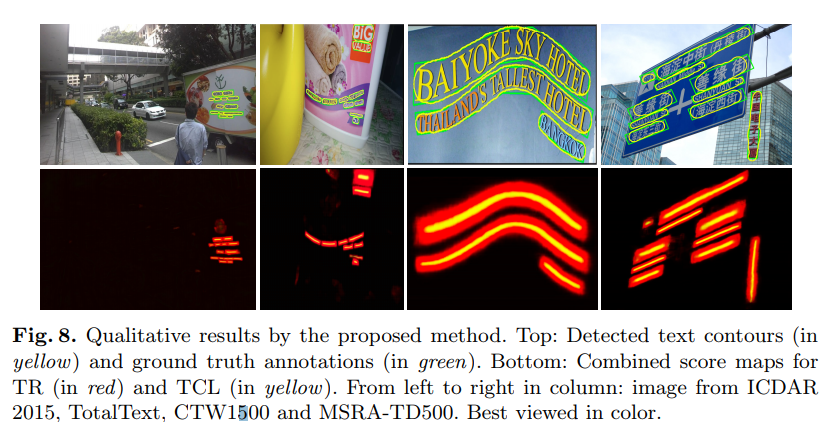 BIG
VALUE
BAIYOKE SKY HOTEL
THAILAND'S TALLEST HOTEL
BANGKOK
Fig. 8. Qualitative results by the proposed method. Top: Detected text contours (in
yellow) and ground truth annotations (in green). Bottom: Combined score maps for
TR (in red) and TCL (in yellow). From left to right in column: image from ICDAR
2015, TotalText, CTW1500 and MSRA-TD500. Best viewed in color.